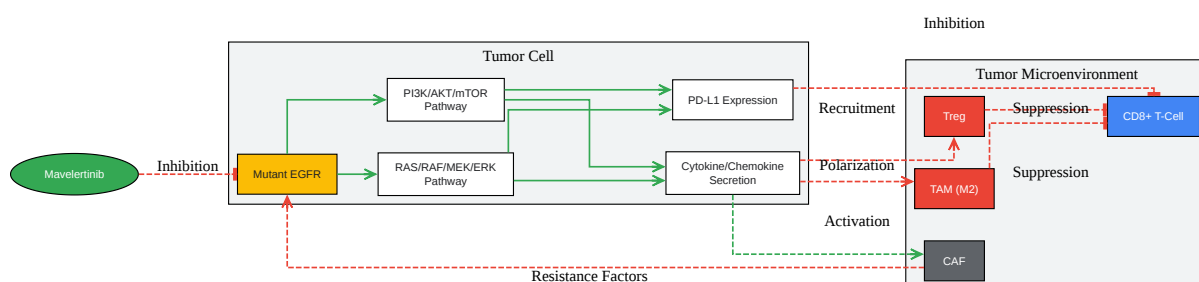 Inhibition
Tumor Cell
Tumor Microenvironment
PI3K/AKT/mTOR
Pathway
PD-L1 Expression
Recruitment
Treg
Suppression
CD8+ T-Cell
Mavelertinib
Inhibition
Mutant EGFR
RAS/RAF/MEK/ERK
Pathway
Cytokine/Chemokine
Secretion
Polarization
TAM (M2)
Suppression
Activation
CAF
Resistance Factors